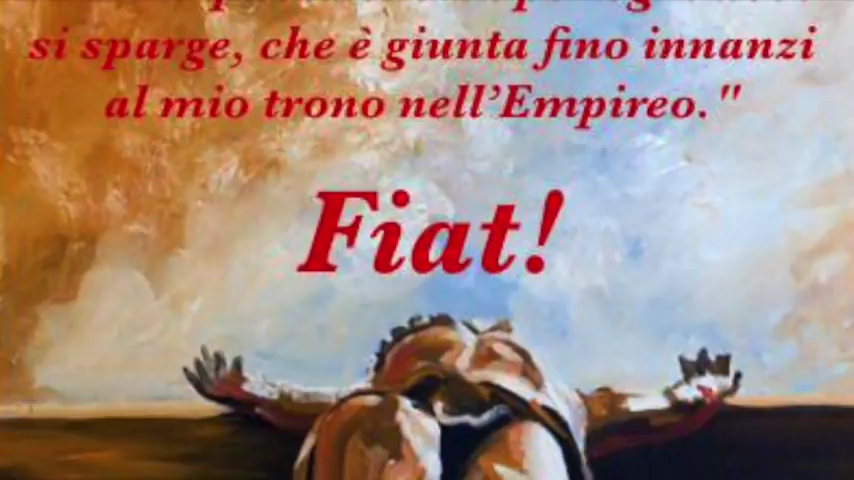 si sparge, che è giunta fino innanzi
al mio trono nell’Empireo."
Fiat!